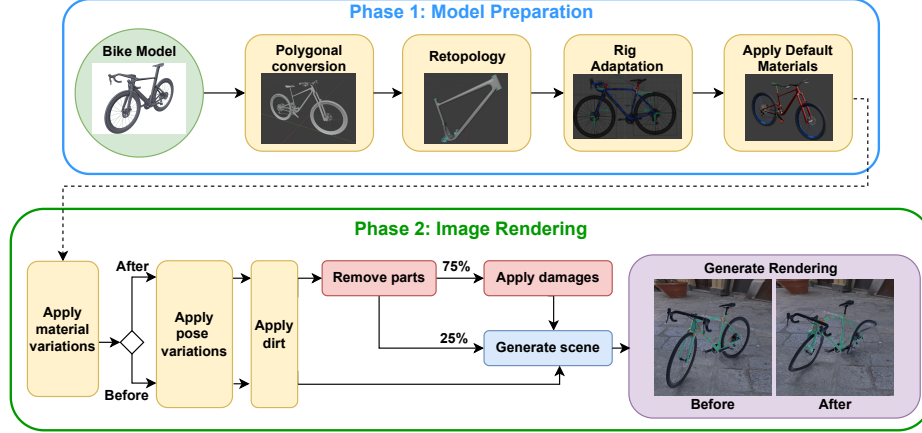 Phase 1: Model Preparation
Bike Model
Polygonal
conversion
Retopology
Rig
Adaptation
Apply Default
Materials
Phase 2: Image Rendering
Apply
material
variations
After
Before
Apply
pose
variations
Apply
dirt
Remove parts
75%
25%
Apply damages
Generate scene
Generate Rendering
Before
After